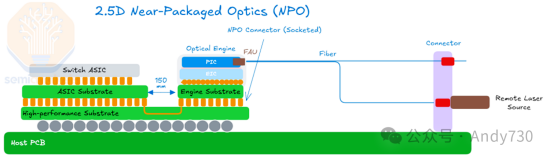 2.5D Near-Packaged Optics (NPO)
NPO Connector (Socketed)
Optical Engine
FAU
Fiber
Connector
PIC
EIC
Switch ASIC
150
mm
ASIC Substrate
Engine Substrate
Remote Laser
Source
High-performance Substrate
Host PCB
公众号 · Andy730